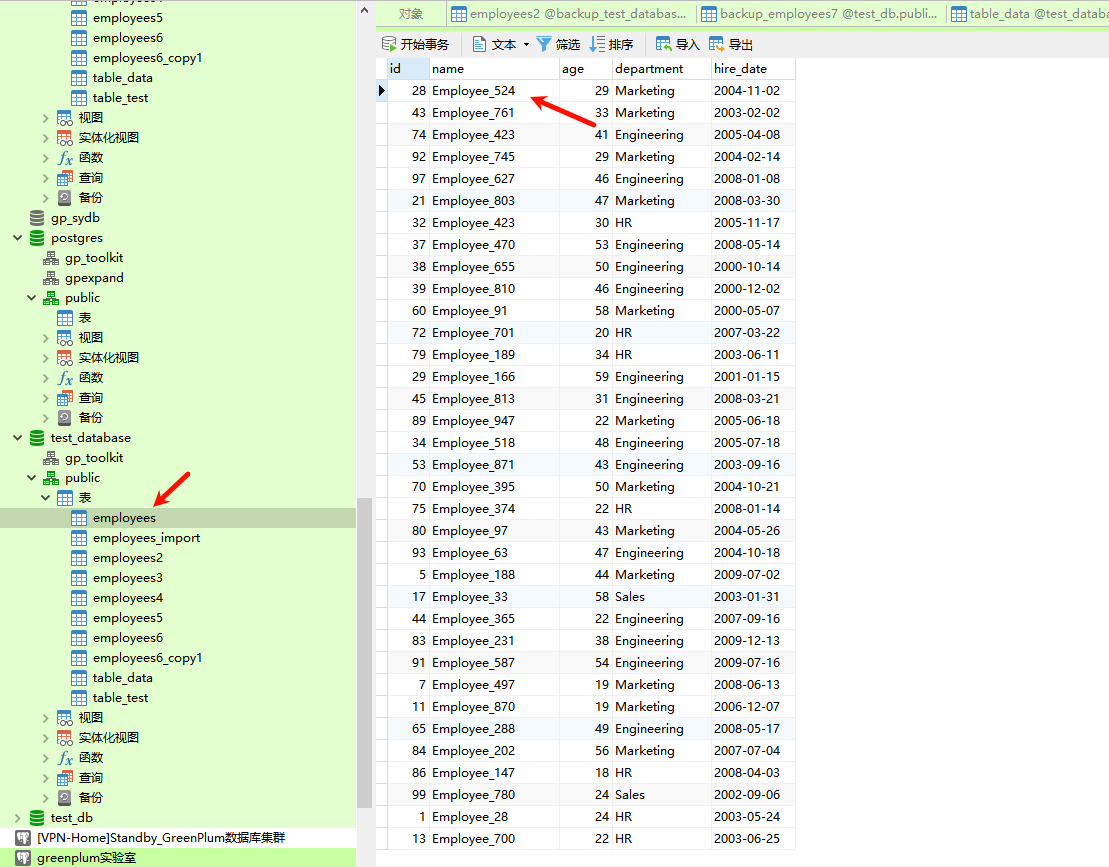 employees5
employees6
employees6_copy1
table_data
table_test
视图
实体化视图
函数
查询
备份
gp_sydb
postgres
gp_toolkit
gpexpand
public
表
视图
实体化视图
函数
查询
备份
test_database
gp_toolkit
public
表
employees
employees_import
employees2
employees3
employees4
employees5
employees6
employees6_copy1
table_data
table_test
视图
实体化视图
函数
查询
备份
test_db
[VPN-Home]Standby_GreenPlum数据库集群
greenplum实验室
对象 employees2 @backup_test_databas... backup_employees7 @test_db.public... table_data @test_databa
开始事务 文本 筛选 排序 导入 导出
id name age department hire_date
28 Employee_524 29 Marketing 2004-11-02
43 Employee_761 33 Marketing 2003-02-02
74 Employee_423 41 Engineering 2005-04-08
92 Employee_745 29 Marketing 2004-02-14
97 Employee_627 46 Engineering 2008-01-08
21 Employee_803 47 Marketing 2008-03-30
32 Employee_423 30 HR 2005-11-17
37 Employee_470 53 Engineering 2008-05-14
38 Employee_655 50 Engineering 2000-10-14
39 Employee_810 46 Engineering 2000-12-02
60 Employee_91 58 Marketing 2000-05-07
72 Employee_701 20 HR 2007-03-22
79 Employee_189 34 HR 2003-06-11
29 Employee_166 59 Engineering 2001-01-15
45 Employee_813 31 Engineering 2008-03-21
89 Employee_947 22 Marketing 2005-06-18
34 Employee_518 48 Engineering 2005-07-18
53 Employee_871 43 Engineering 2003-09-16
70 Employee_395 50 Marketing 2004-10-21
75 Employee_374 22 HR 2008-01-14
80 Employee_97 43 Marketing 2004-05-26
93 Employee_63 47 Engineering 2004-10-18
5 Employee_188 44 Marketing 2009-07-02
17 Employee_33 58 Sales 2003-01-31
44 Employee_365 22 Engineering 2007-09-16
83 Employee_231 38 Engineering 2009-12-13
91 Employee_587 54 Engineering 2009-07-16
7 Employee_497 19 Marketing 2008-06-13
11 Employee_870 19 Marketing 2006-12-07
65 Employee_288 49 Engineering 2008-05-17
84 Employee_202 56 Marketing 2007-07-04
86 Employee_147 18 HR 2008-04-03
99 Employee_780 24 Sales 2002-09-06
1 Employee_28 24 HR 2003-05-24
13 Employee_700 22 HR 2003-06-25